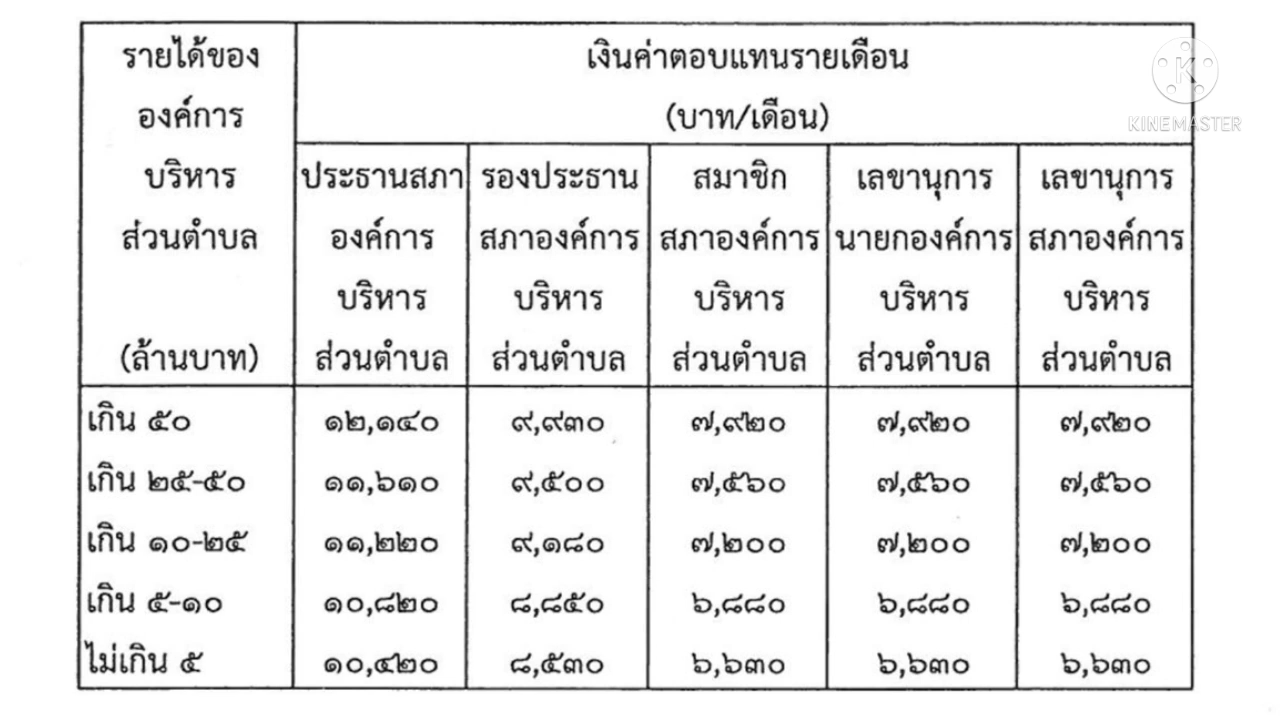 รายได้ของ
องค์การ
บริหาร
ส่วนตำบล
(ล้านบาท)
เงินค่าตอบแทนรายเดือน
(บาท/เดือน)
ประธานสภา
องค์การ
บริหาร
ส่วนตำบล
รองประธาน
สภาองค์การ
บริหาร
ส่วนตำบล
สมาชิก
สภาองค์การ
บริหาร
ส่วนตำบล
เลขานุการ
นายกองค์การ
บริหาร
ส่วนตำบล
เลขานุการ
สภาองค์การ
บริหาร
ส่วนตำบล
เกิน ๕๐ ๑๒,๑๔๐ ๙,๙๓๐ ๗,๙๒๐ ๗,๙๒๐ ๗,๙๒๐
เกิน ๒๕-๕๐ ๑๑,๖๑๐ ๙,๕๐๐ ๗,๕๖๐ ๗,๕๖๐ ๗,๕๖๐
เกิน ๑๐-๒๕ ๑๑,๒๒๐ ๙,๑๘๐ ๗,๒๐๐ ๗,๒๐๐ ๗,๒๐๐
เกิน ๕-๑๐ ๑๐,๘๒๐ ๘,๘๕๐ ๖,๘๘๐ ๖,๘๘๐ ๖,๘๘๐
ไม่เกิน ๕ ๑๐,๔๒๐ ๘,๕๓๐ ๖,๖๓๐ ๖,๖๓๐ ๖,๖๓๐
K
KINEMASTER